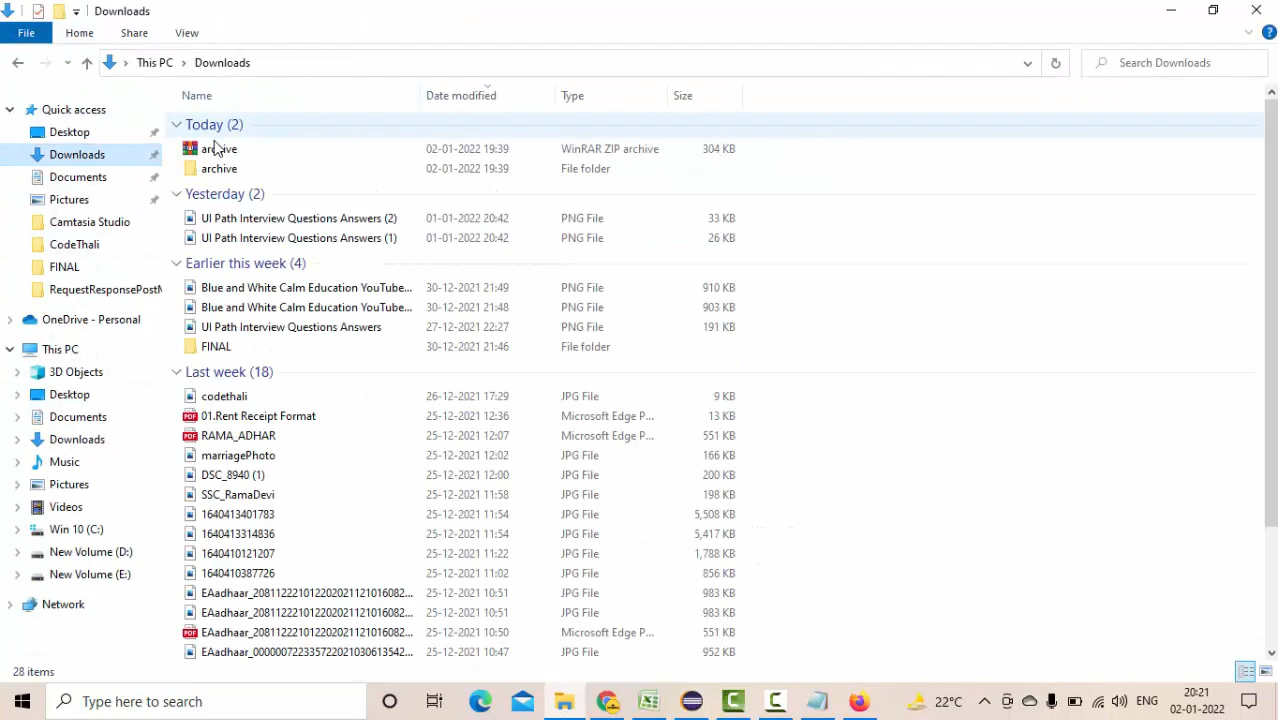 Downloads
File Home Share View
This PC Downloads Search Downloads
Name Date modified Type Size
Quick access
Desktop
Downloads
Documents
Pictures
Camtasia Studio
CodeThali
FINAL
RequestResponsePostM
OneDrive - Personal
This PC
3D Objects
Desktop
Documents
Downloads
Music
Pictures
Videos
Win 10 (C:)
New Volume (D:)
New Volume (E:)
Network
Today (2)
archive 02-01-2022 19:39 WinRAR ZIP archive 304 KB
archive 02-01-2022 19:39 File folder
Yesterday (2)
UI Path Interview Questions Answers (2) 01-01-2022 20:42 PNG File 33 KB
UI Path Interview Questions Answers (1) 01-01-2022 20:42 PNG File 26 KB
Earlier this week (4)
Blue and White Calm Education YouTube... 30-12-2021 21:49 PNG File 910 KB
Blue and White Calm Education YouTube... 30-12-2021 21:48 PNG File 903 KB
UI Path Interview Questions Answers 27-12-2021 22:27 PNG File 191 KB
FINAL 30-12-2021 21:46 File folder
Last week (18)
codethali 26-12-2021 17:29 JPG File 9 KB
01.Rent Receipt Format 25-12-2021 12:36 Microsoft Edge P... 13 KB
RAMA_ADHAR 25-12-2021 12:07 Microsoft Edge P... 551 KB
marriagePhoto 25-12-2021 12:02 JPG File 166 KB
DSC_8940 (1) 25-12-2021 12:00 JPG File 200 KB
SSC_RamaDevi 25-12-2021 11:58 JPG File 198 KB
1640413401783 25-12-2021 11:54 JPG File 5,508 KB
1640413314836 25-12-2021 11:54 JPG File 5,417 KB
1640410121207 25-12-2021 11:22 JPG File 1,788 KB
1640410387726 25-12-2021 11:02 JPG File 856 KB
EAadhaar_208112221012202021121016082... 25-12-2021 10:51 JPG File 983 KB
EAadhaar_208112221012202021121016082... 25-12-2021 10:51 JPG File 983 KB
EAadhaar_208112221012202021121016082... 25-12-2021 10:50 Microsoft Edge P... 551 KB
EAadhaar_000000722335722021030613542... 25-12-2021 10:47 JPG File 952 KB
28 items
Type here to search 22°C ENG 20:21
02-01-2022